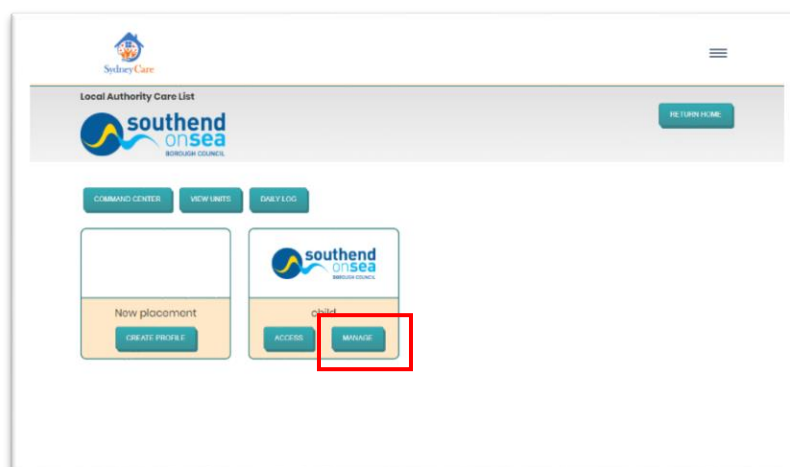 SydneyCare
Local Authority Care List
southend
onsea
BOROUGH COUNCIL
RETURN HOME
COMMAND CENTER VIEW UNITS DAILY LOG
southend
onsea
BOROUGH COUNCIL
New placement child
CREATE PROFILE ACCESS MANAGE